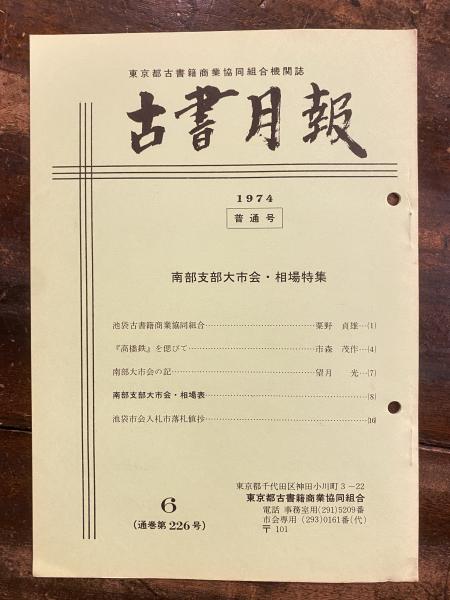 東京都古書籍商業協同組合機関誌
古書月報
1974
普通号
南部支部大市会・相場特集
池袋古書籍商業協同組合…粟野 貞雄…(1)
『高橋鉄』を偲びて…市森 茂作…(4)
南部大市会の記…望月 光…(7)
南部支部大市会・相場表…(8)
池袋市会入札市落札値抄…(16)
東京都千代田区神田小川町3-22
東京都古書籍商業協同組合
電話 事務室用(291)5209番
市会専用 (293)0161番(代)
〒101
6
(通巻第226号)